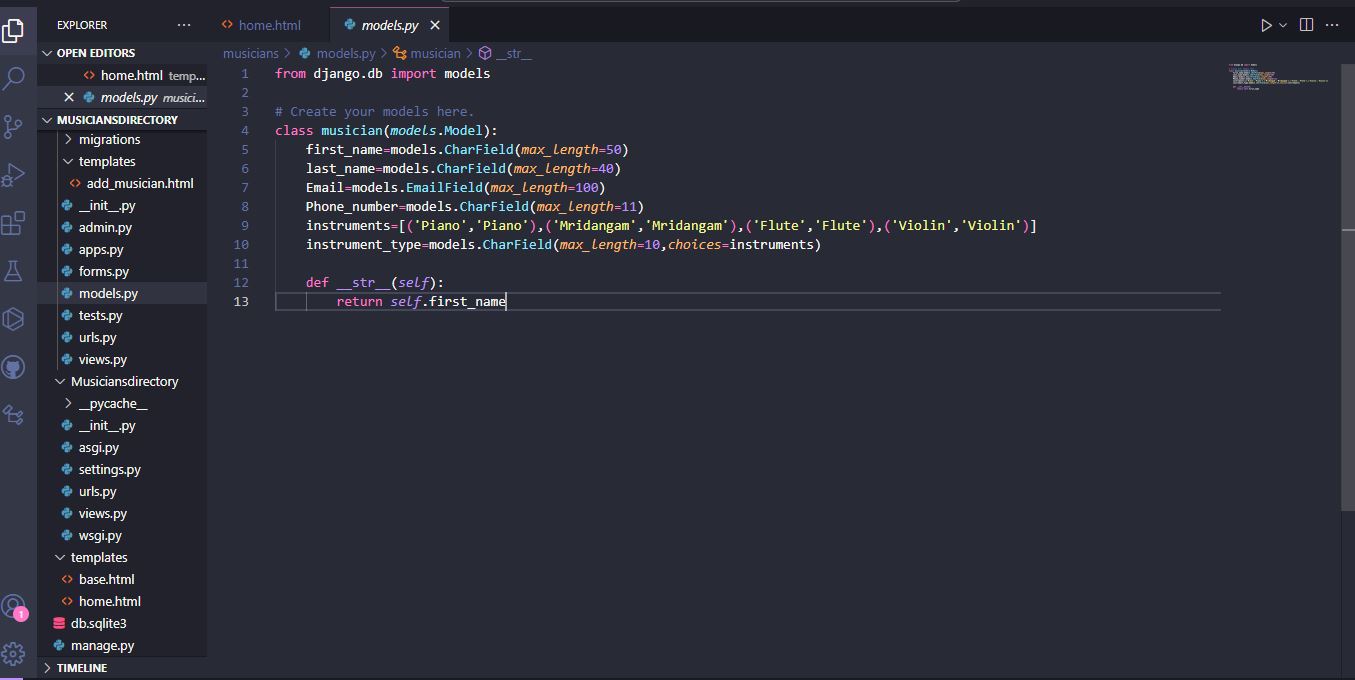 EXPLORER
home.html
models.py
OPEN EDITORS
home.html temp...
models.py musici...
MUSICIANSDIRECTORY
migrations
templates
add_musician.html
__init__.py
admin.py
apps.py
forms.py
models.py
tests.py
urls.py
views.py
Musiciansdirectory
__pycache__
__init__.py
asgi.py
settings.py
urls.py
views.py
wsgi.py
templates
base.html
home.html
db.sqlite3
manage.py
TIMELINE
1
musicians > models.py > musician > __str__
1 from django.db import models
2
3 # Create your models here.
4 class musician(models.Model):
5 first_name=models.CharField(max_length=50)
6 last_name=models.CharField(max_length=40)
7 Email=models.EmailField(max_length=100)
8 Phone_number=models.CharField(max_length=11)
9 instruments=[('Piano','Piano'),('Mridangam','Mridangam'),('Flute','Flute'),('Violin','Violin')]
10 instrument_type=models.CharField(max_length=10,choices=instruments)
11
12 def __str__(self):
13 return self.first_name